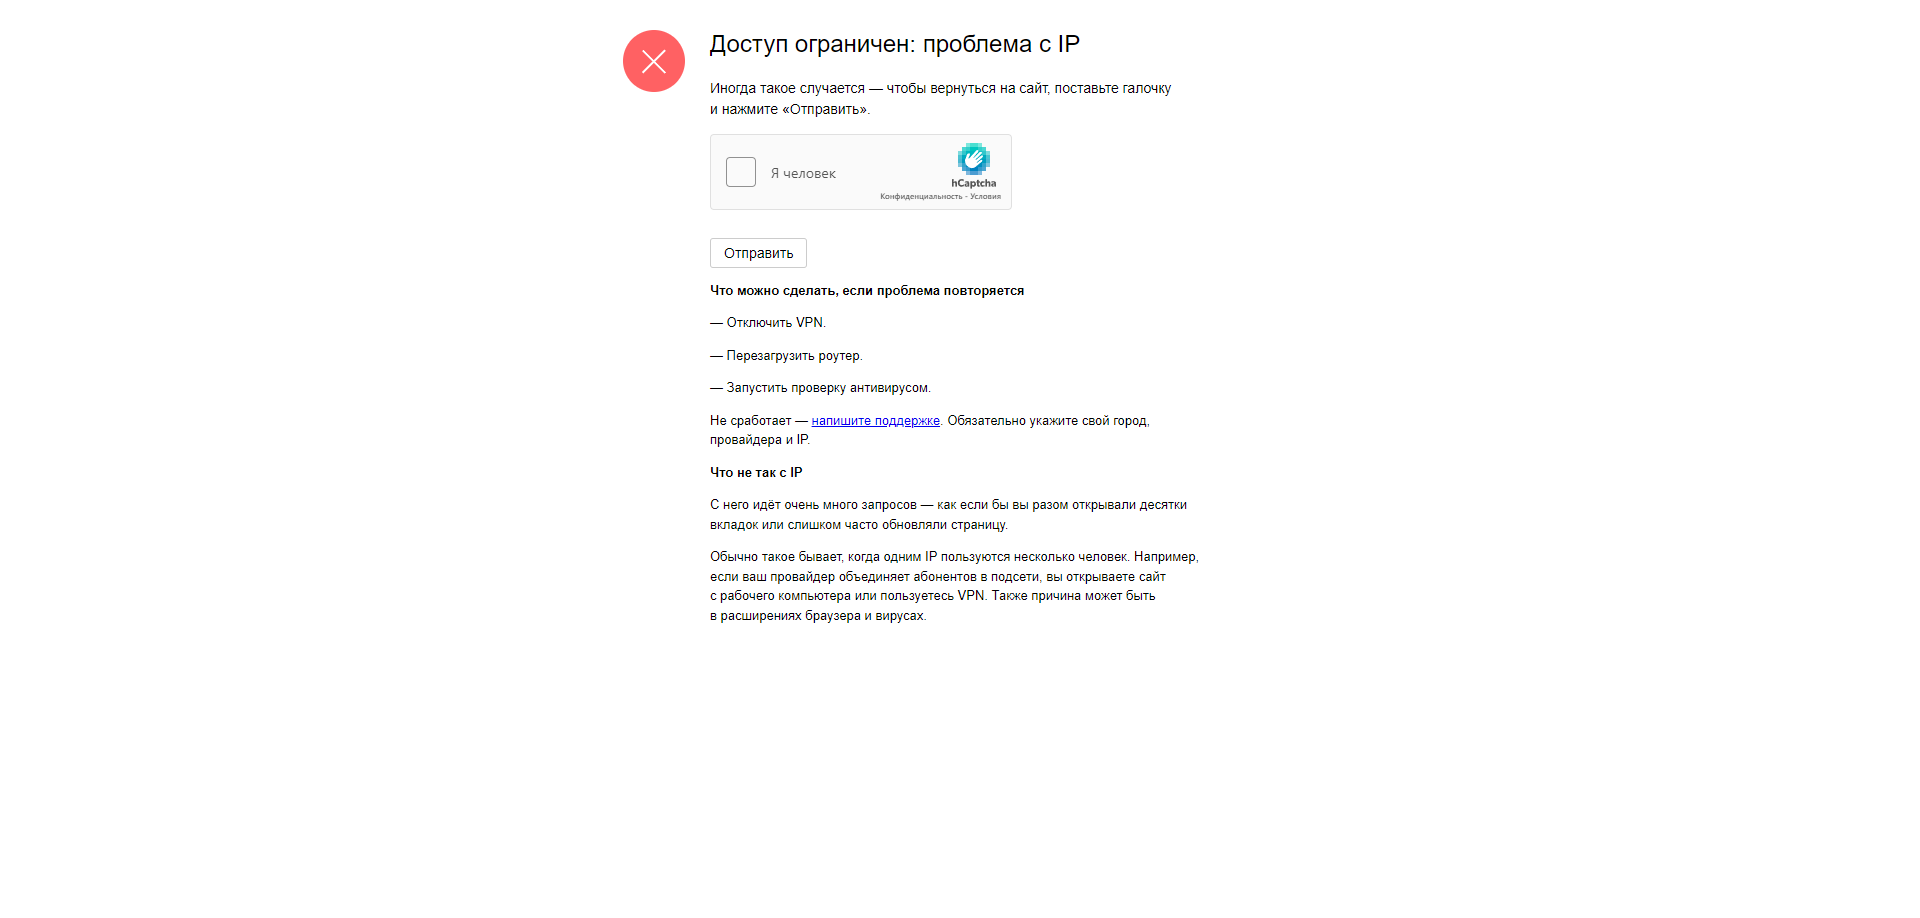 Доступ ограничен: проблема с IP
Иногда такое случается — чтобы вернуться на сайт, поставьте галочку
и нажмите «Отправить».
Я человек
hCaptcha
Конфиденциальность - Условия
Отправить
Что можно сделать, если проблема повторяется
— Отключить VPN.
— Перезагрузить роутер.
— Запустить проверку антивирусом.
Не сработает — напишите поддержке. Обязательно укажите свой город,
провайдера и IP.
Что не так с IP
С него идёт очень много запросов — как если бы вы разом открывали десятки
вкладок или слишком часто обновляли страницу.
Обычно такое бывает, когда одним IP пользуются несколько человек. Например,
если ваш провайдер объединяет абонентов в подсети, вы открываете сайт
с рабочего компьютера или пользуетесь VPN. Также причина может быть
в расширениях браузера и вирусах.